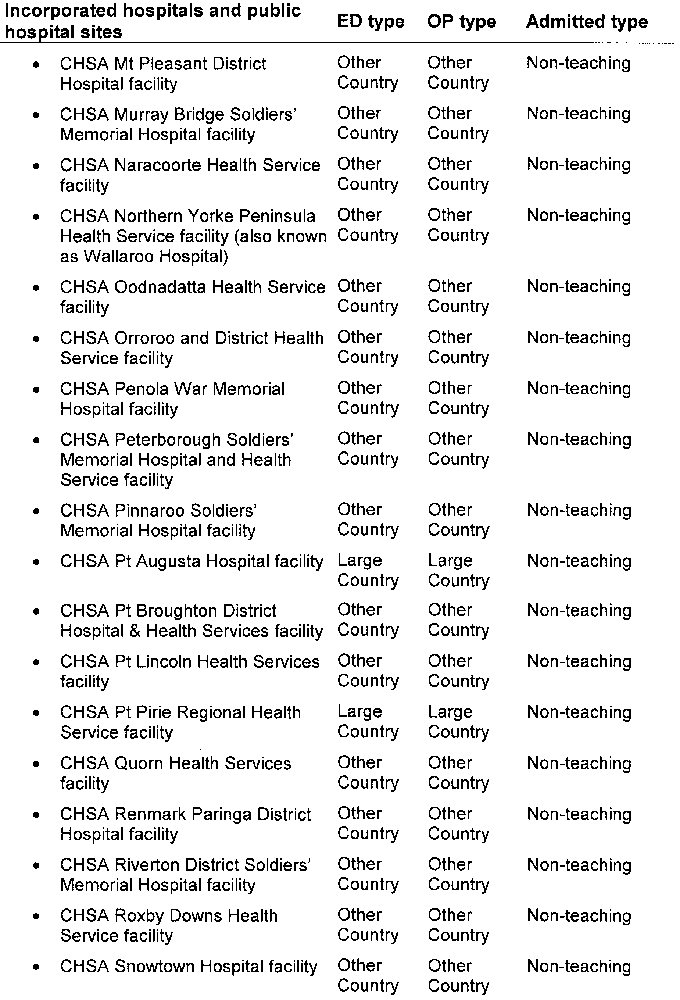 Incorporated hospitals and public hospital sites ED type OP type Admitted type
• CHSA Mt Pleasant District Other Other Non-teaching
Hospital facility Country Country
• CHSA Murray Bridge Soldiers’ Other Other Non-teaching
Memorial Hospital facility Country Country
• CHSA Naracoorte Health Service Other Other Non-teaching
facility Country Country
• CHSA Northern Yorke Peninsula Other Other Non-teaching
Health Service facility (also known Country Country
as Wallaroo Hospital)
• CHSA Oodnadatta Health Service Other Other Non-teaching
facility Country Country
• CHSA Orroroo and District Health Other Other Non-teaching
Service facility Country Country
• CHSA Penola War Memorial Other Other Non-teaching
Hospital facility Country Country
• CHSA Peterborough Soldiers’ Other Other Non-teaching
Memorial Hospital and Health Country Country
Service facility
• CHSA Pinnaroo Soldiers’ Other Other Non-teaching
Memorial Hospital facility Country Country
• CHSA Pt Augusta Hospital facility Large Large Non-teaching
Country Country
• CHSA Pt Broughton District Other Other Non-teaching
Hospital & Health Services facility Country Country
• CHSA Pt Lincoln Health Services Other Other Non-teaching
facility Country Country
• CHSA Pt Pirie Regional Health Large Large Non-teaching
Service facility Country Country
• CHSA Quorn Health Services Other Other Non-teaching
facility Country Country
• CHSA Renmark Paringa District Other Other Non-teaching
Hospital facility Country Country
• CHSA Riverton District Soldiers’ Other Other Non-teaching
Memorial Hospital facility Country Country
• CHSA Roxby Downs Health Other Other Non-teaching
Service facility Country Country
• CHSA Snowtown Hospital facility Other Other Non-teaching
Country Country